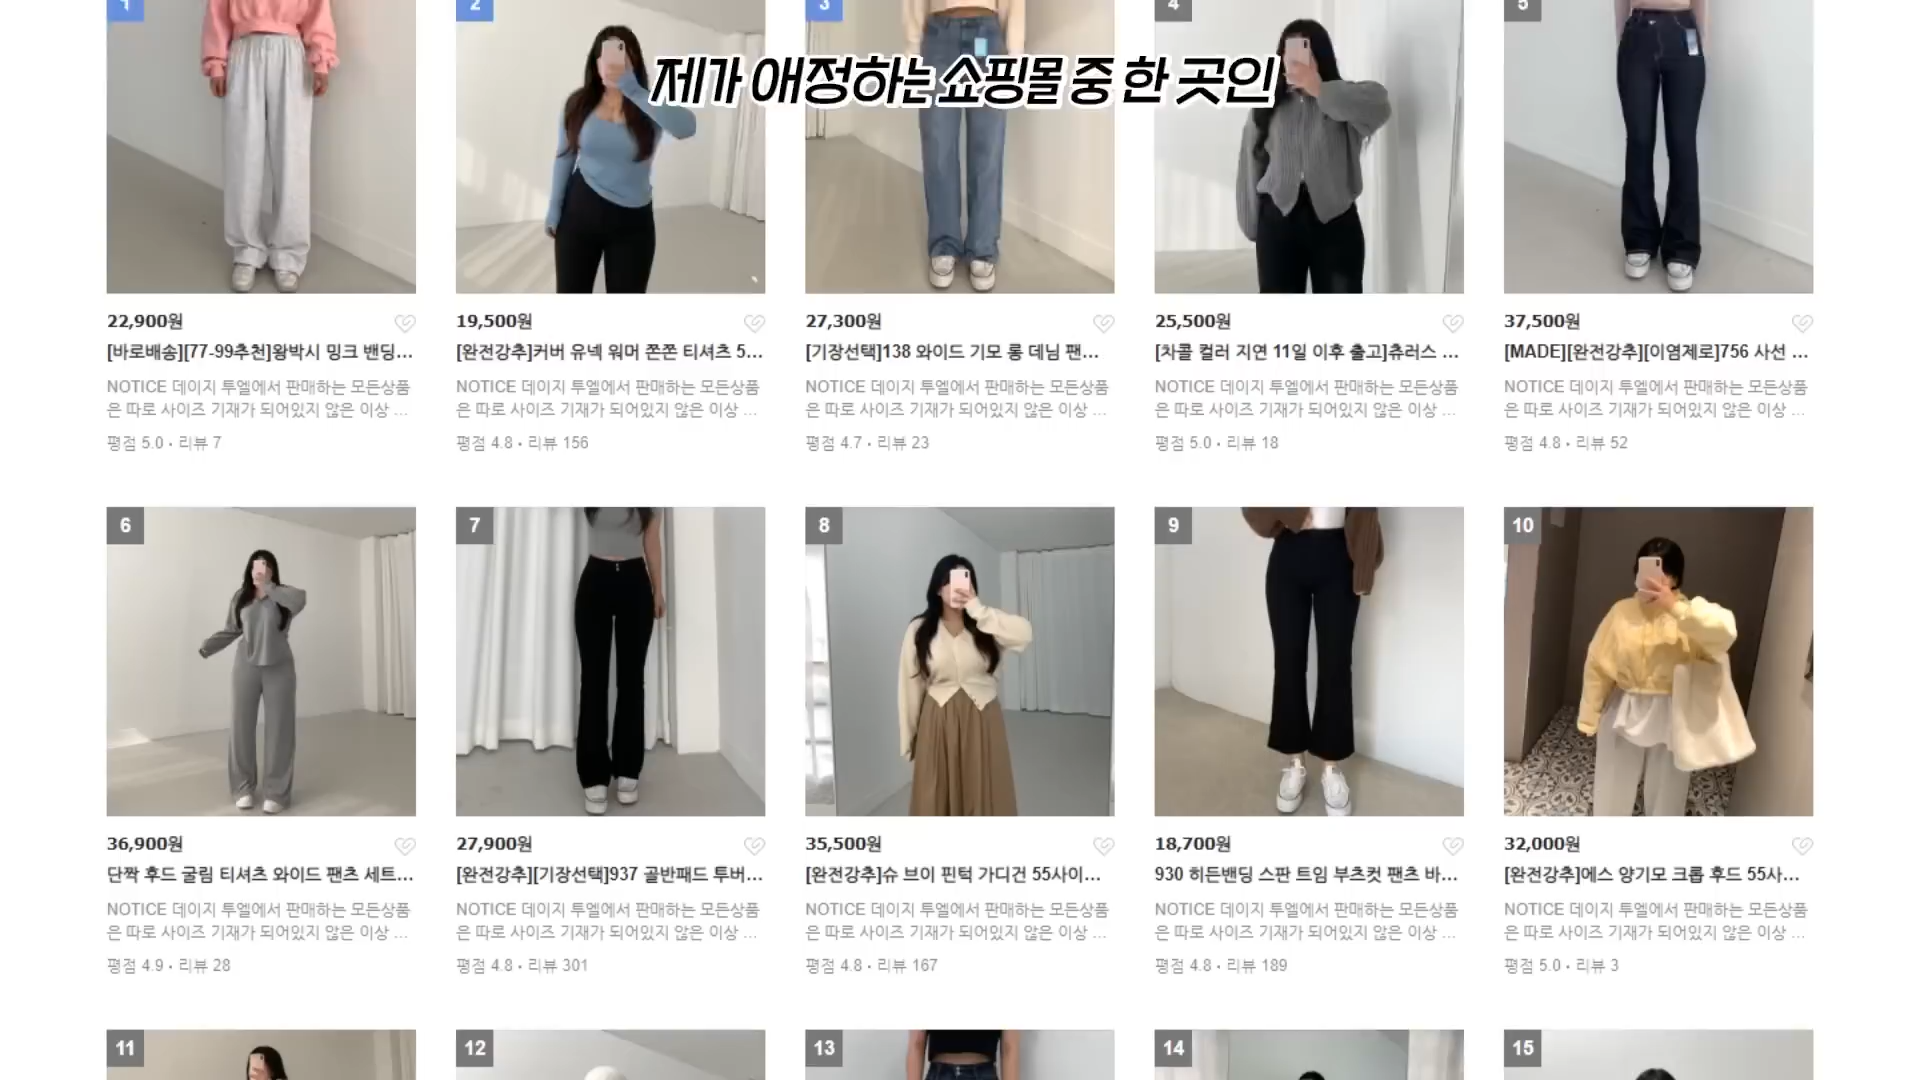 1
2
3
4
5
제가 애정하는 쇼핑몰 중 한 곳인
22,900원
[바로배송][77-99추천]왕박시 밍크 밴딩...
NOTICE 데이지 투엘에서 판매하는 모든상품
은 따로 사이즈 기재가 되어있지 않은 이상 ...
평점 5.0 · 리뷰 7
19,500원
[완전강추]커버 유넥 워머 쫀쫀 티셔츠 5...
NOTICE 데이지 투엘에서 판매하는 모든상품
은 따로 사이즈 기재가 되어있지 않은 이상 ...
평점 4.8 · 리뷰 156
27,300원
[기장선택]138 와이드 기모 롱 데님 팬...
NOTICE 데이지 투엘에서 판매하는 모든상품
은 따로 사이즈 기재가 되어있지 않은 이상 ...
평점 4.7 · 리뷰 23
25,500원
[차콜 컬러 지연 11일 이후 출고]츄러스 ...
NOTICE 데이지 투엘에서 판매하는 모든상품
은 따로 사이즈 기재가 되어있지 않은 이상 ...
평점 5.0 · 리뷰 18
37,500원
[MADE][완전강추][이염제로]756 사선 ...
NOTICE 데이지 투엘에서 판매하는 모든상품
은 따로 사이즈 기재가 되어있지 않은 이상 ...
평점 4.8 · 리뷰 52
6
36,900원
단짝 후드 굴림 티셔츠 와이드 팬츠 세트...
NOTICE 데이지 투엘에서 판매하는 모든상품
은 따로 사이즈 기재가 되어있지 않은 이상 ...
평점 4.9 · 리뷰 28
7
27,900원
[완전강추][기장선택]937 골반패드 투버...
NOTICE 데이지 투엘에서 판매하는 모든상품
은 따로 사이즈 기재가 되어있지 않은 이상 ...
평점 4.8 · 리뷰 301
8
35,500원
[완전강추]슈 브이 핀턱 가디건 55사이...
NOTICE 데이지 투엘에서 판매하는 모든상품
은 따로 사이즈 기재가 되어있지 않은 이상 ...
평점 4.8 · 리뷰 167
9
18,700원
930 히든밴딩 스판 트임 부츠컷 팬츠 바...
NOTICE 데이지 투엘에서 판매하는 모든상품
은 따로 사이즈 기재가 되어있지 않은 이상 ...
평점 4.8 · 리뷰 189
10
32,000원
[완전강추]에스 양기모 크롭 후드 55사...
NOTICE 데이지 투엘에서 판매하는 모든상품
은 따로 사이즈 기재가 되어있지 않은 이상 ...
평점 5.0 · 리뷰 3
11
12
13
14
15